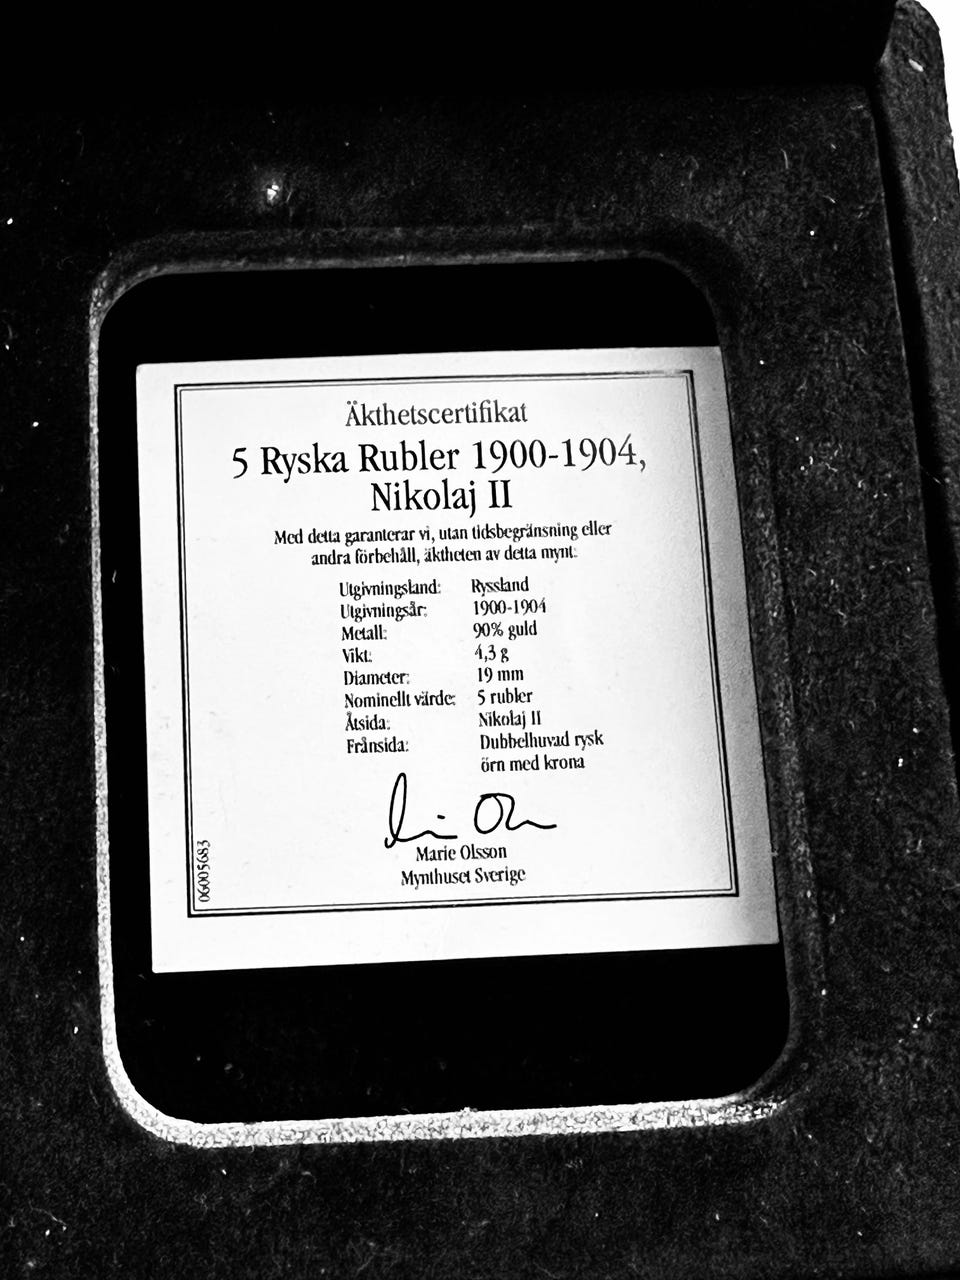 Äkthetscertifikat
5 Ryska Rubler 1900-1904,
Nikolaj II
Med detta garanterar vi, utan tidsbegränsning eller
andra förbehåll, äktheten av detta mynt:
Utgivningsland: Ryssland
Utgivningsår: 1900-1904
Metall: 90% guld
Vikt: 4,3 g
Diameter: 19 mm
Nominellt värde: 5 rubler
Åtsida: Nikolaj II
Frånsida: Dubbelhuvad rysk
örn med krona
Marie Olsson
Mynthuset Sverige
06005683